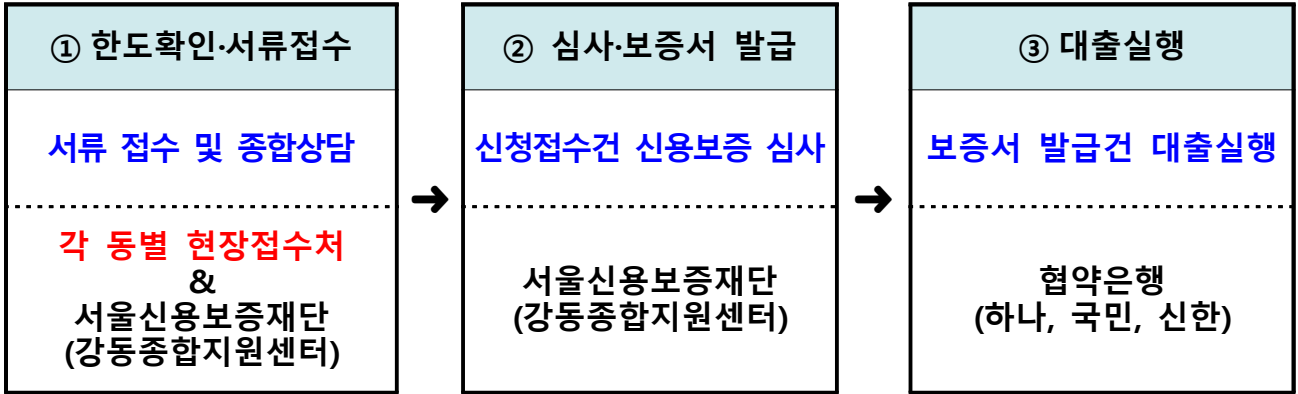 ① 한도확인·서류접수
서류 접수 및 종합상담
각 동별 현장접수처
&
서울신용보증재단
(강동종합지원센터)
➜
② 심사·보증서 발급
신청접수건 신용보증 심사
서울신용보증재단
(강동종합지원센터)
➜
③ 대출실행
보증서 발급건 대출실행
협약은행
(하나, 국민, 신한)